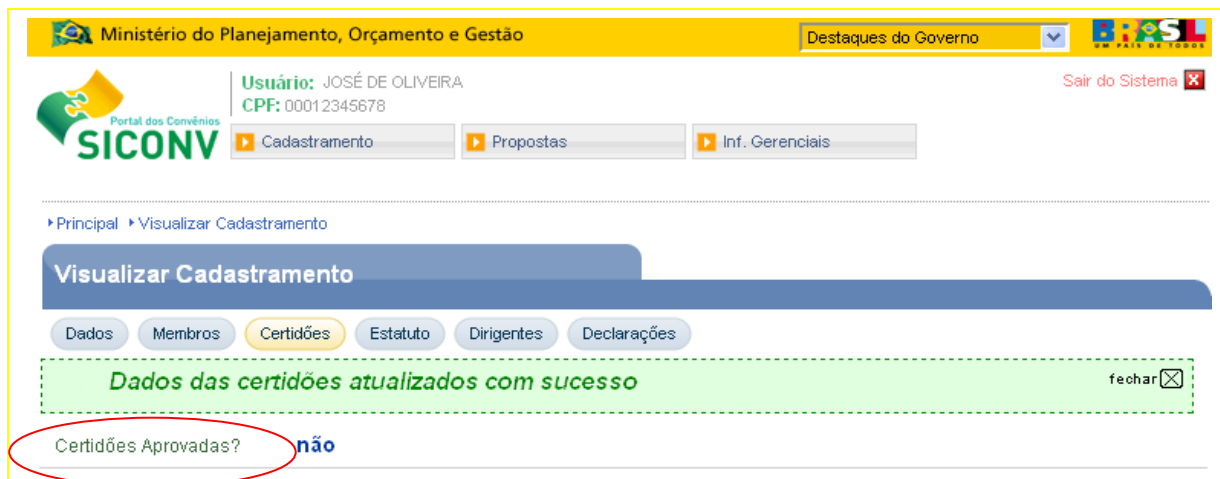 Ministério do Planejamento, Orçamento e Gestão
Destaques do Governo
BRASIL
UM PAÍS DE TODOS
Usuário: JOSÉ DE OLIVEIRA
Sair do Sistema
CPF: 00012345678
Portal dos Convênios
SICONV
Cadastramento
Propostas
Inf. Gerenciais
Principal
Visualizar Cadastramento
Visualizar Cadastramento
Dados
Membros
Certidões
Estatuto
Dirigentes
Declarações
Dados das certidões atualizados com sucesso
fechar
Certidões Aprovadas? não